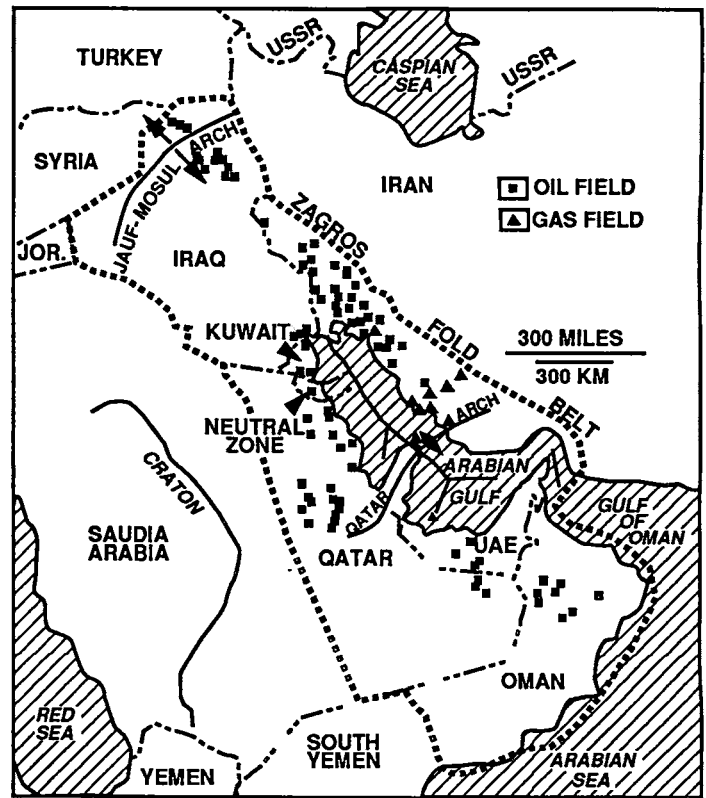 TURKEY
USSR
CASPIAN
SEA
USSR
SYRIA
JAUF-MOSUL
ARCH
IRAN
OIL FIELD
GAS FIELD
ZAGROS
JOR.
IRAQ
KUWAIT
FOLD
300 MILES
300 KM
BELT
NEUTRAL
ZONE
ARCH
ARABIAN
GULF
QATAR
CRATON
GULF
OF
OMAN
SAUDIA
ARABIA
QATAR
UAE
OMAN
RED
SEA
SOUTH
YEMEN
YEMEN
ARABIAN
SEA